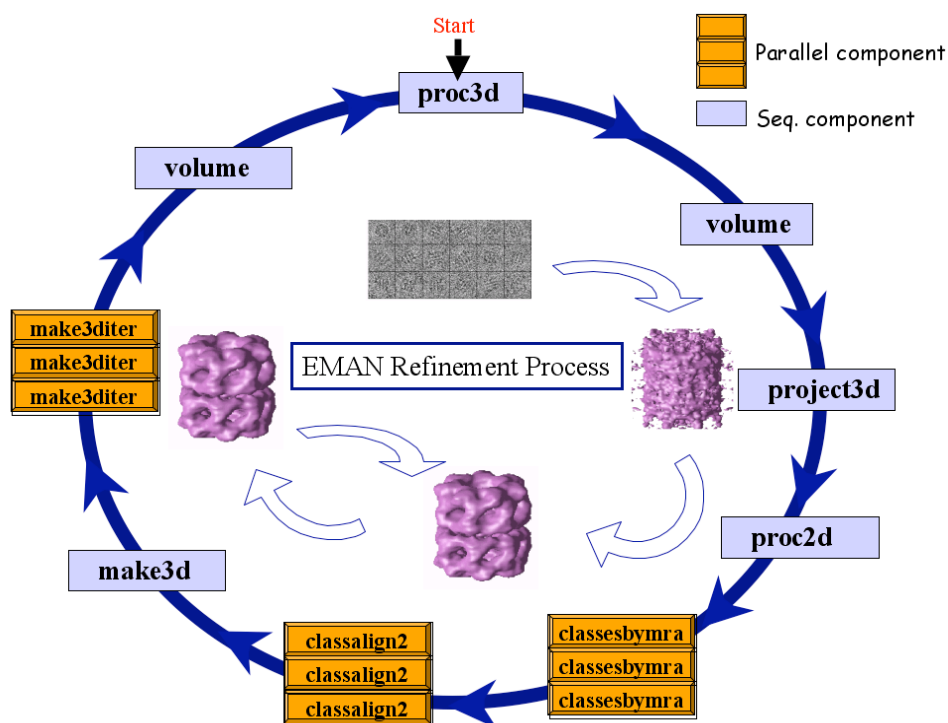 Start
proc3d
Parallel component
Seq. component
volume
volume
make3diter
make3diter
make3diter
EMAN Refinement Process
project3d
proc2d
make3d
classalign2
classalign2
classalign2
classesbymra
classesbymra
classesbymra